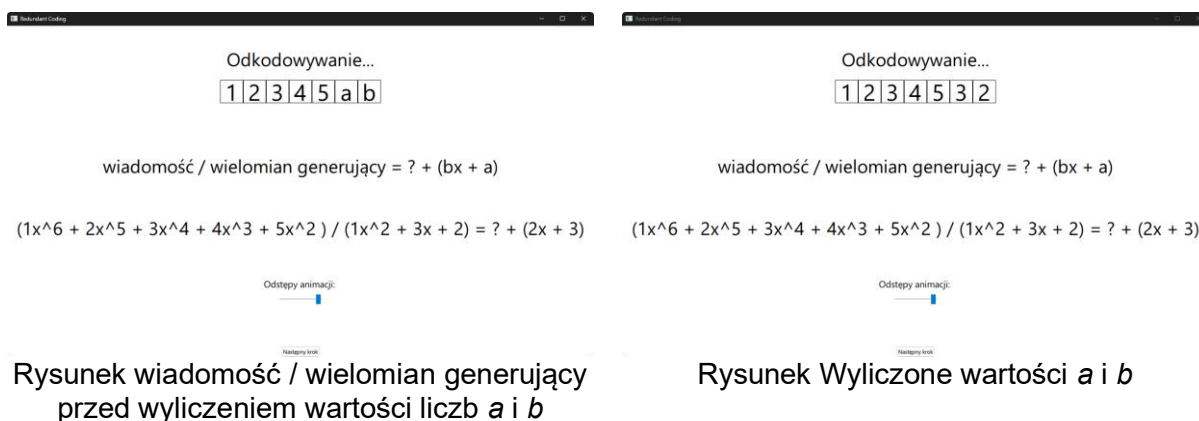 Redundant Coding
Odkodowywanie...
1 2 3 4 5 a b
wiadomość / wielomian generujący = ? + (bx + a)
(1x^6 + 2x^5 + 3x^4 + 4x^3 + 5x^2 ) / (1x^2 + 3x + 2) = ? + (2x + 3)
Odstępy animacji:
Następny krok
Rysunek wiadomość / wielomian generujący
przed wyliczeniem wartości liczb a i b
Redundant Coding
Odkodowywanie...
1 2 3 4 5 3 2
wiadomość / wielomian generujący = ? + (bx + a)
(1x^6 + 2x^5 + 3x^4 + 4x^3 + 5x^2 ) / (1x^2 + 3x + 2) = ? + (2x + 3)
Odstępy animacji:
Następny krok
Rysunek Wyliczone wartości a i b